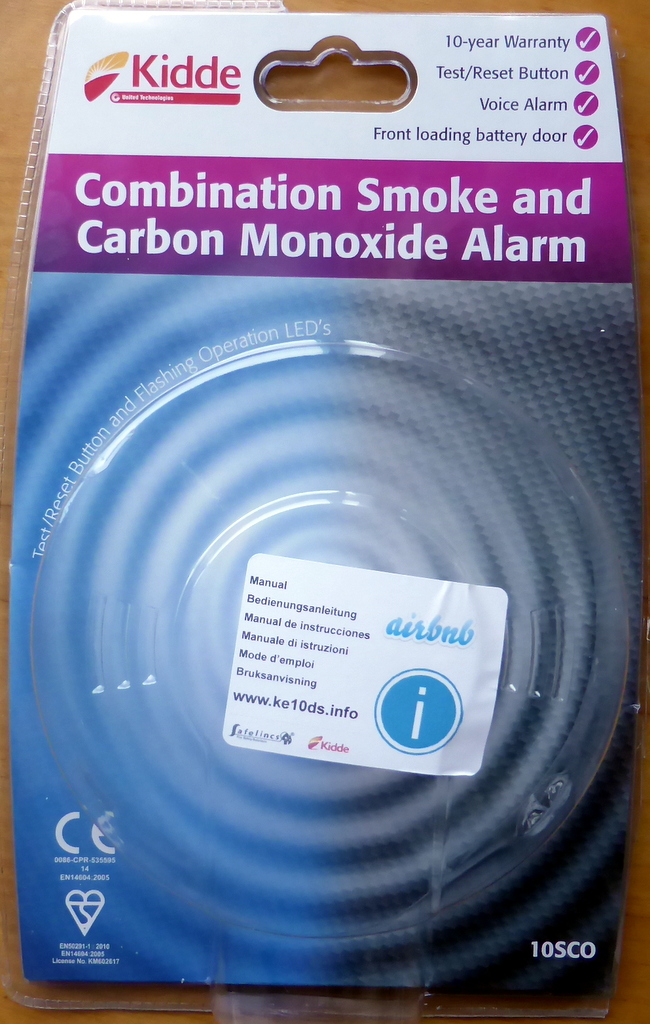 Kidde
United Technologies
10-year Warranty
Test/Reset Button
Voice Alarm
Front loading battery door
Combination Smoke and
Carbon Monoxide Alarm
Test/Reset Button and Flashing Operation LED's
Manual
Bedienungsanleitung
Manual de instrucciones
Manuale di istruzioni
Mode d'emploi
Bruksanvisning
www.ke10ds.info
airbnb
i
Safelincs®
Kidde
CE
0086-CPR-535595
14
EN14604:2005
EN50291-1 : 2010
EN14604:2005
License No. KM602617
10SCO